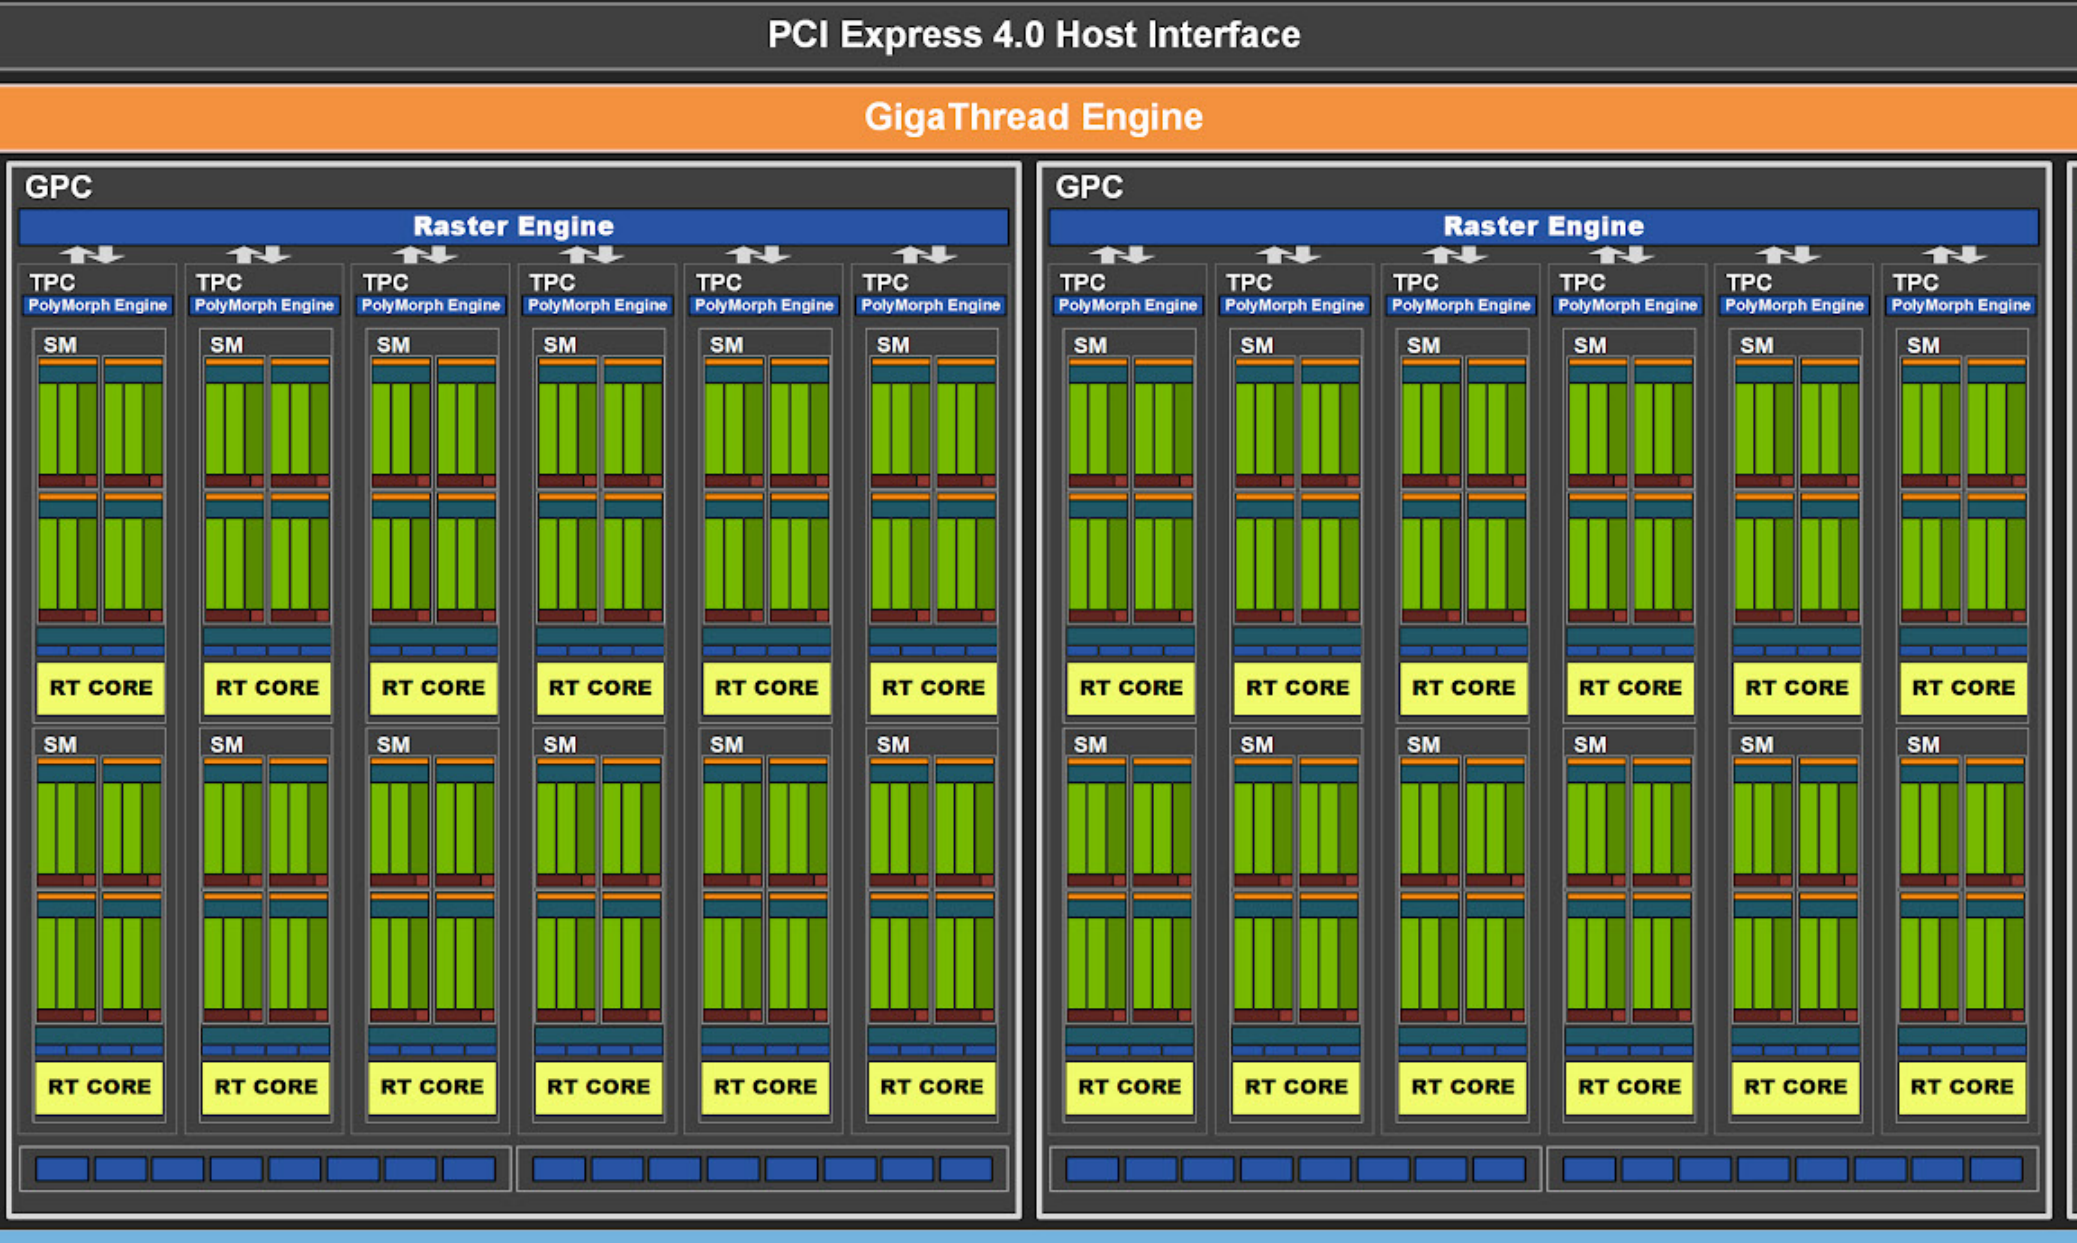 PCI Express 4.0 Host Interface
GigaThread Engine
GPC GPC
Raster Engine Raster Engine
TPC TPC TPC TPC TPC TPC TPC TPC TPC TPC TPC TPC
PolyMorph Engine PolyMorph Engine PolyMorph Engine PolyMorph Engine PolyMorph Engine PolyMorph Engine PolyMorph Engine PolyMorph Engine PolyMorph Engine PolyMorph Engine PolyMorph Engine PolyMorph Engine
SM SM SM SM SM SM SM SM SM SM SM SM
RT CORE RT CORE RT CORE RT CORE RT CORE RT CORE RT CORE RT CORE RT CORE RT CORE RT CORE RT CORE
SM SM SM SM SM SM SM SM SM SM SM SM
RT CORE RT CORE RT CORE RT CORE RT CORE RT CORE RT CORE RT CORE RT CORE RT CORE RT CORE RT CORE